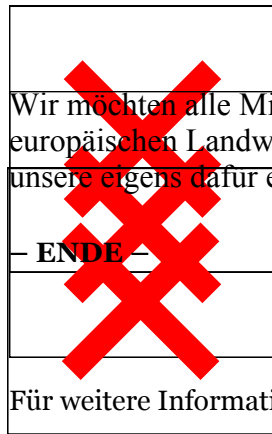 Wir möchten alle Mi
europäischen Landw
unsere eigens dafür e
– ENDE –
Für weitere Informati